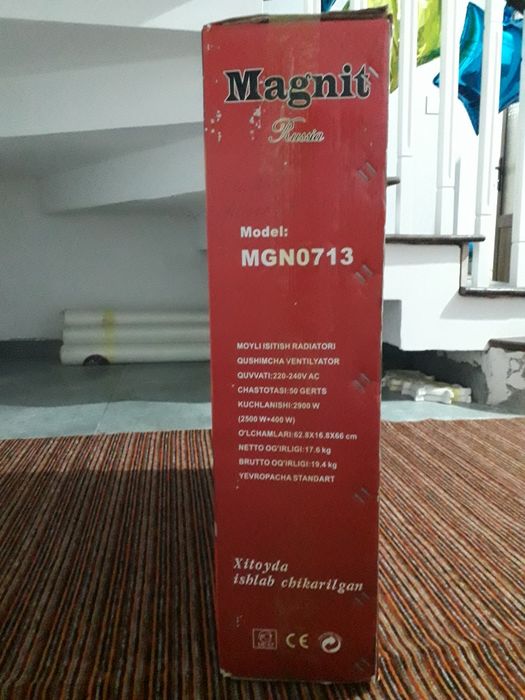 Magnit
Russia
Model:
MGN0713
MOYLI ISITISH RADIATORI
QUSHIMCHA VENTILYATOR
QUVVATI:220-240V AC
CHASTOTASI:50 GERTS
KUCHLANISHI:2900 W
(2500 W+400 W)
O'LCHAMLARI:62.8X16.8X66 cm
NETTO OG'IRLIGI:17.6 kg
BRUTTO OG'IRLIGI:19.4 kg
YEVROPACHA STANDART
Xitoyda
ishlab chikarilgan
CE